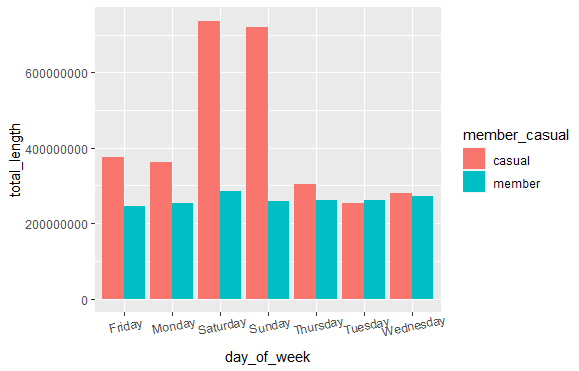 total_length
600000000
400000000
200000000
0
Friday Monday Saturday Sunday Thursday Tuesday Wednesday
day_of_week
member_casual
casual
member